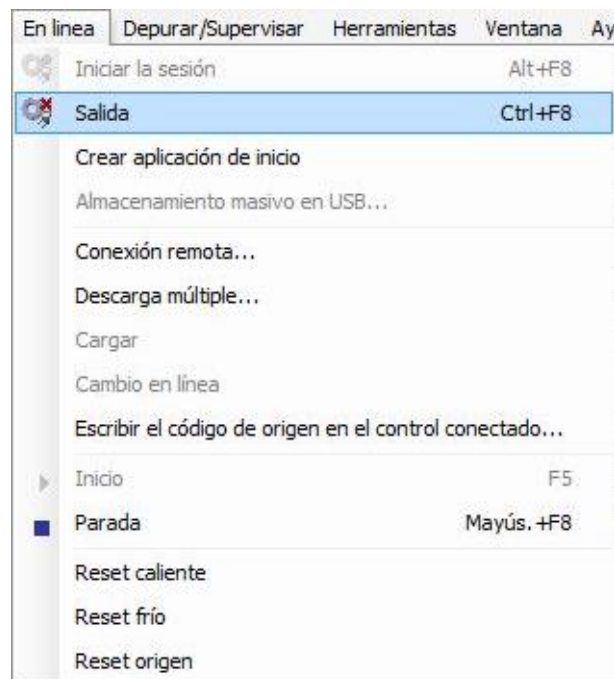 En linea Depurar/Supervisar Herramientas Ventana Ay
Iniciar la sesión Alt+F8
Salida Ctrl+F8
Crear aplicación de inicio
Almacenamiento masivo en USB...
Conexión remota...
Descarga múltiple...
Cargar
Cambio en línea
Escribir el código de origen en el control conectado...
Inicio F5
Parada Mayús.+F8
Reset caliente
Reset frío
Reset origen